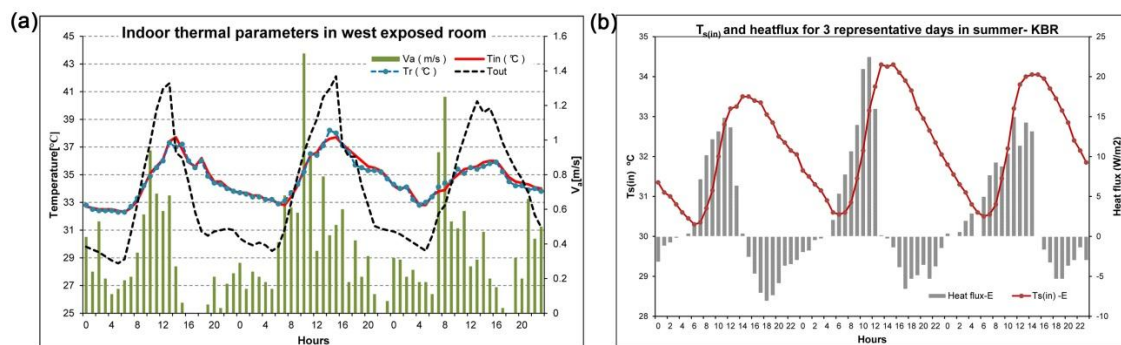 (a)
Indoor thermal parameters in west exposed room
Va ( m/s )
Tin ( ℃ )
Tr ( ℃ )
Tout
Temperature[°C]
45
43
41
39
37
35
33
31
29
27
25
1.6
1.4
1.2
1
0.8
0.6
0.4
0.2
0
Va[m/s]
0 4 8 12 16 20 0 4 8 12 16 20 0 4 8 12 16 20
Hours
(b)
Ts(in) and heatflux for 3 representative days in summer- KBR
Ts(in) ºC
35
34
33
32
31
30
29
28
25
20
15
10
5
0
-5
-10
Heat flux (W/m2)
Heat flux-E
Ts(in) -E
0 2 4 6 8 10 12 14 16 18 20 22 0 2 4 6 8 10 12 14 16 18 20 22 0 2 4 6 8 10 12 14 16 18 20 22
Hours